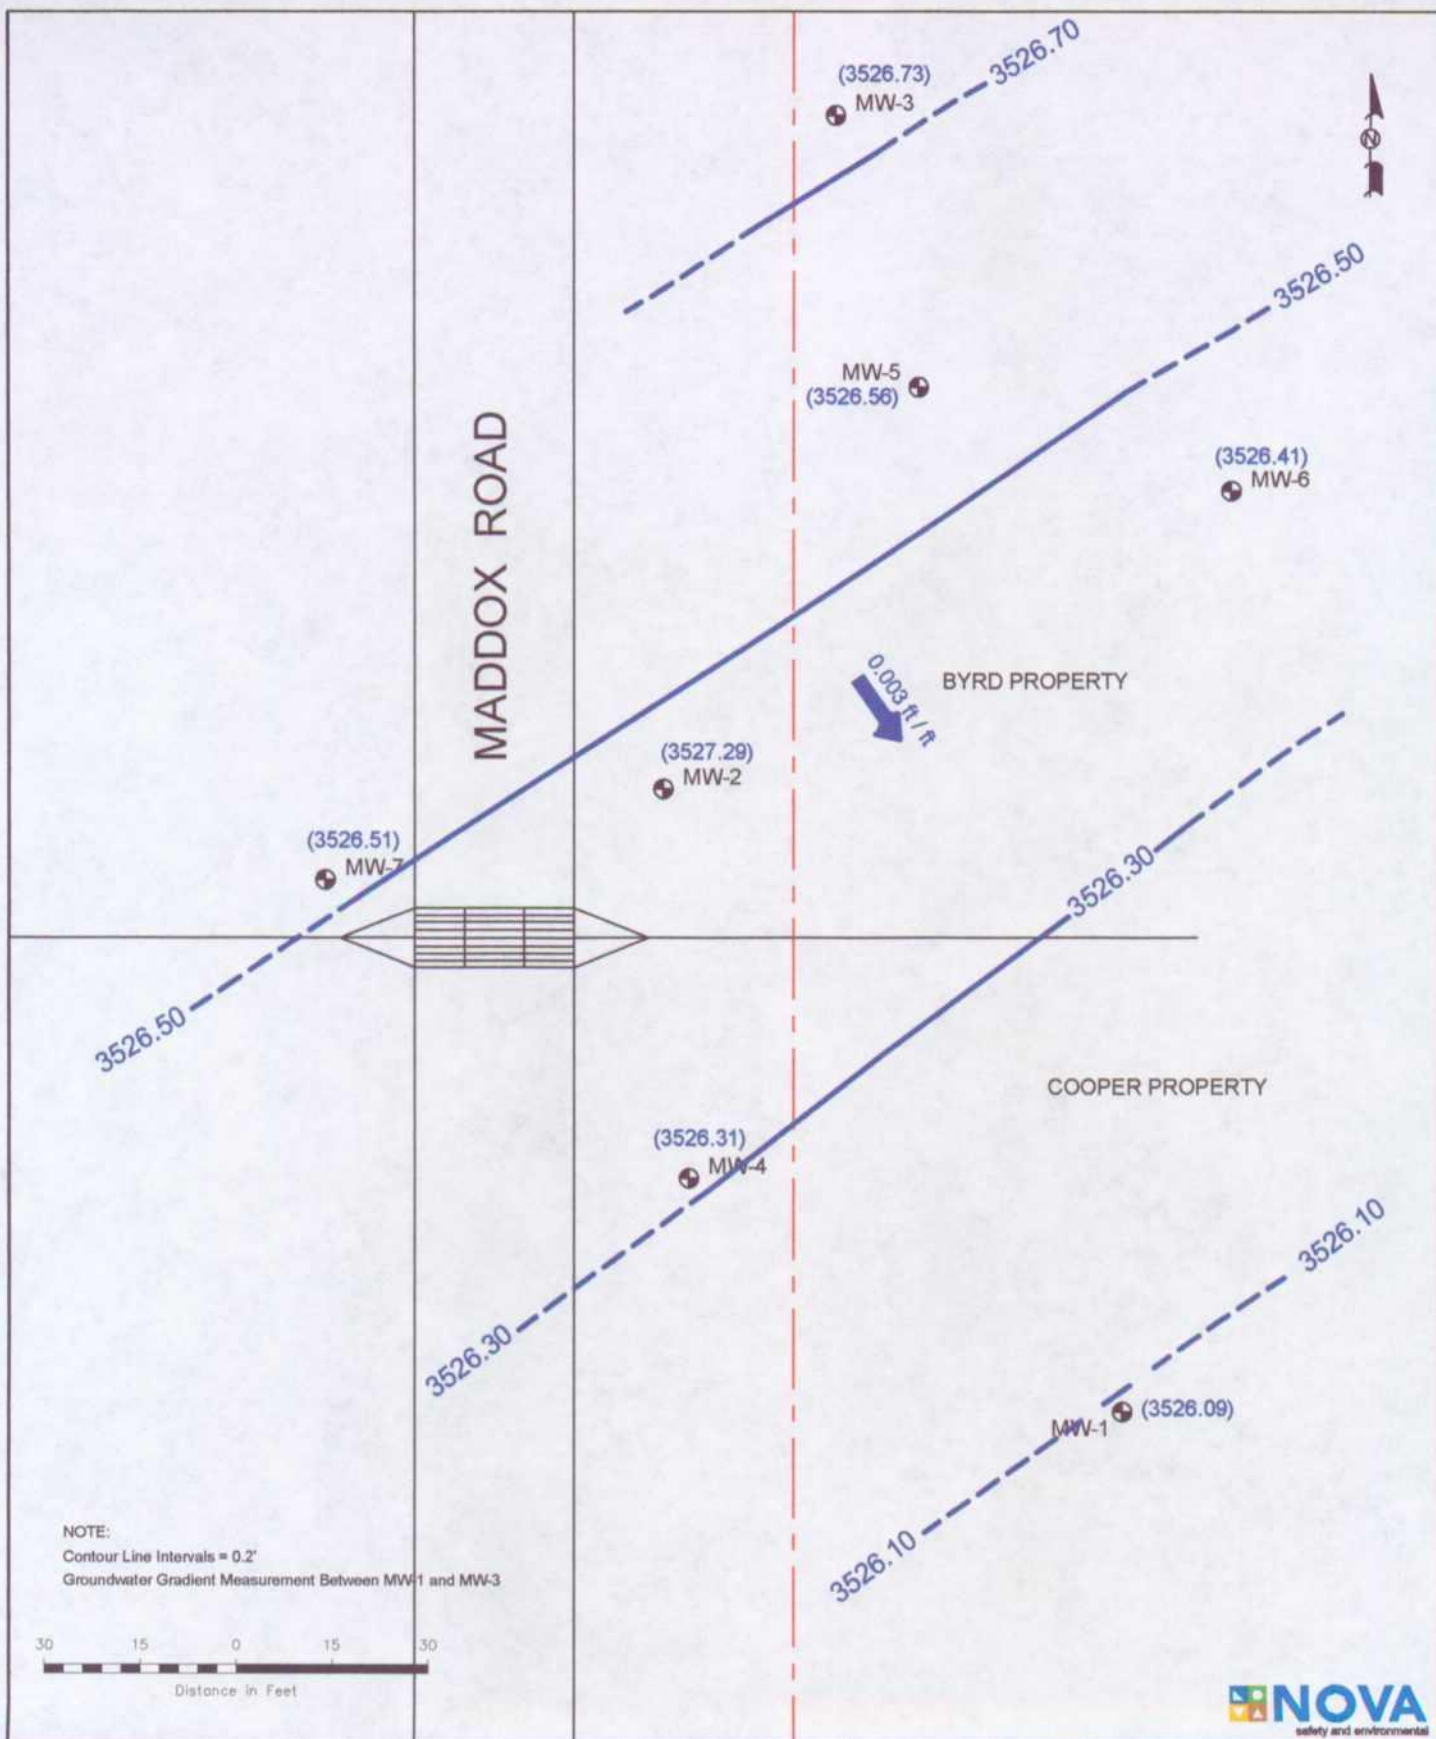 3526.70
(3526.73)
MW-3
N
3526.50
MW-5
(3526.56)
(3526.41)
MW-6
MADDOX ROAD
0.003 ft / ft
BYRD PROPERTY
(3527.29)
MW-2
(3526.51)
MW-7
3526.30
3526.50
COOPER PROPERTY
(3526.31)
MW-4
3526.10
3526.30
(3526.09)
MW-1
3526.10
NOTE:
Contour Line Intervals = 0.2'
Groundwater Gradient Measurement Between MW-1 and MW-3
30 15 0 15 30
Distance in Feet
NOVA
safety and environmental